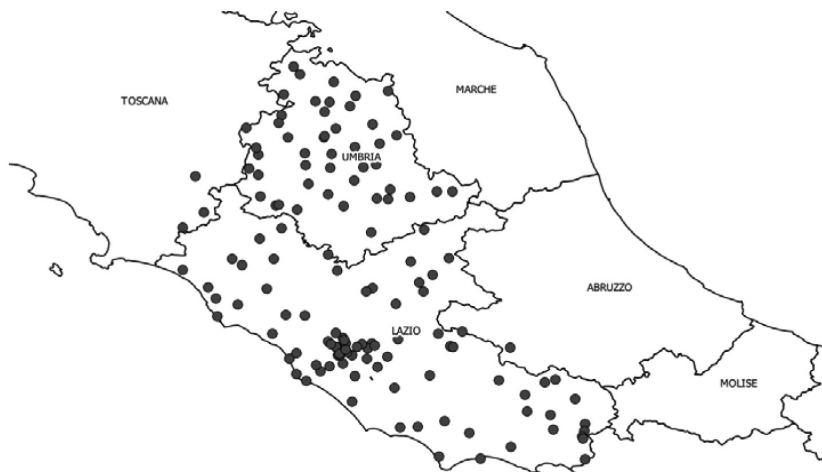 MARCHE
TOSCANA
UMBRIA
ABRUZZO
LAZIO
MOLISE